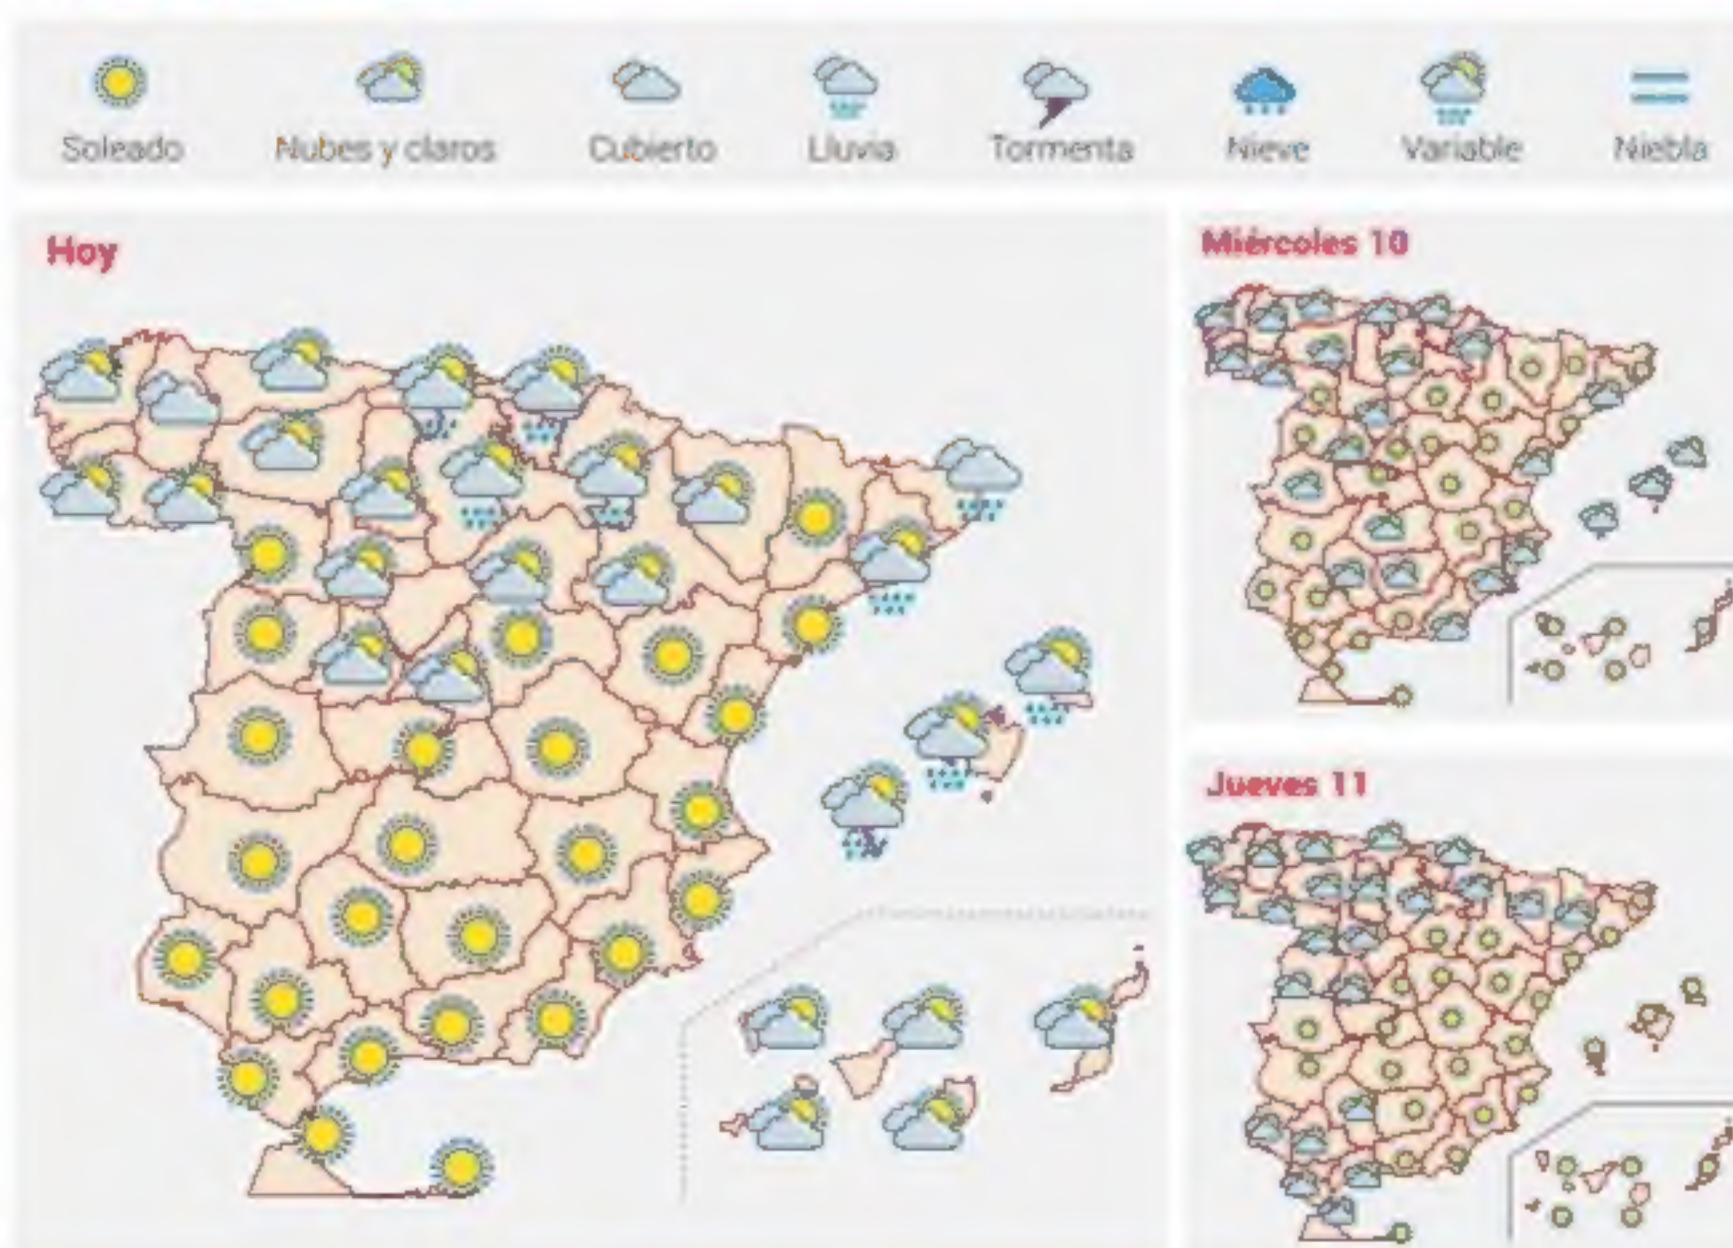 Soleado
Nubes y claros
Cubierto
Lluvia
Tormenta
Nieve
Variable
Niebla
Hoy
Miércoles 10
Jueves 11